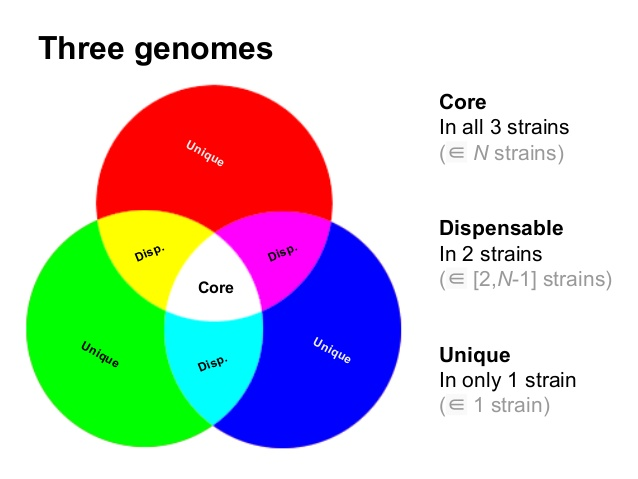 Three genomes
Unique
Disp.
Disp.
Core
Unique
Disp.
Unique
Core
In all 3 strains
(∈ N strains)
Dispensable
In 2 strains
(∈ [2,N-1] strains)
Unique
In only 1 strain
(∈ 1 strain)